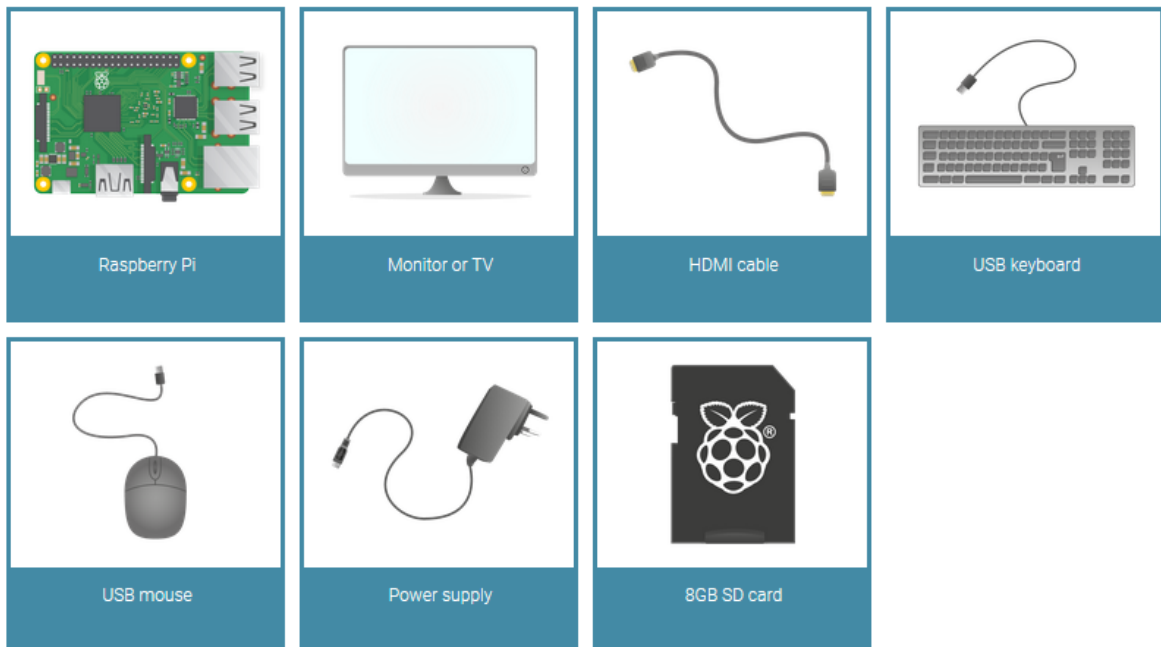 Raspberry Pi
Monitor or TV
HDMI cable
USB keyboard
USB mouse
Power supply
®
8GB SD card